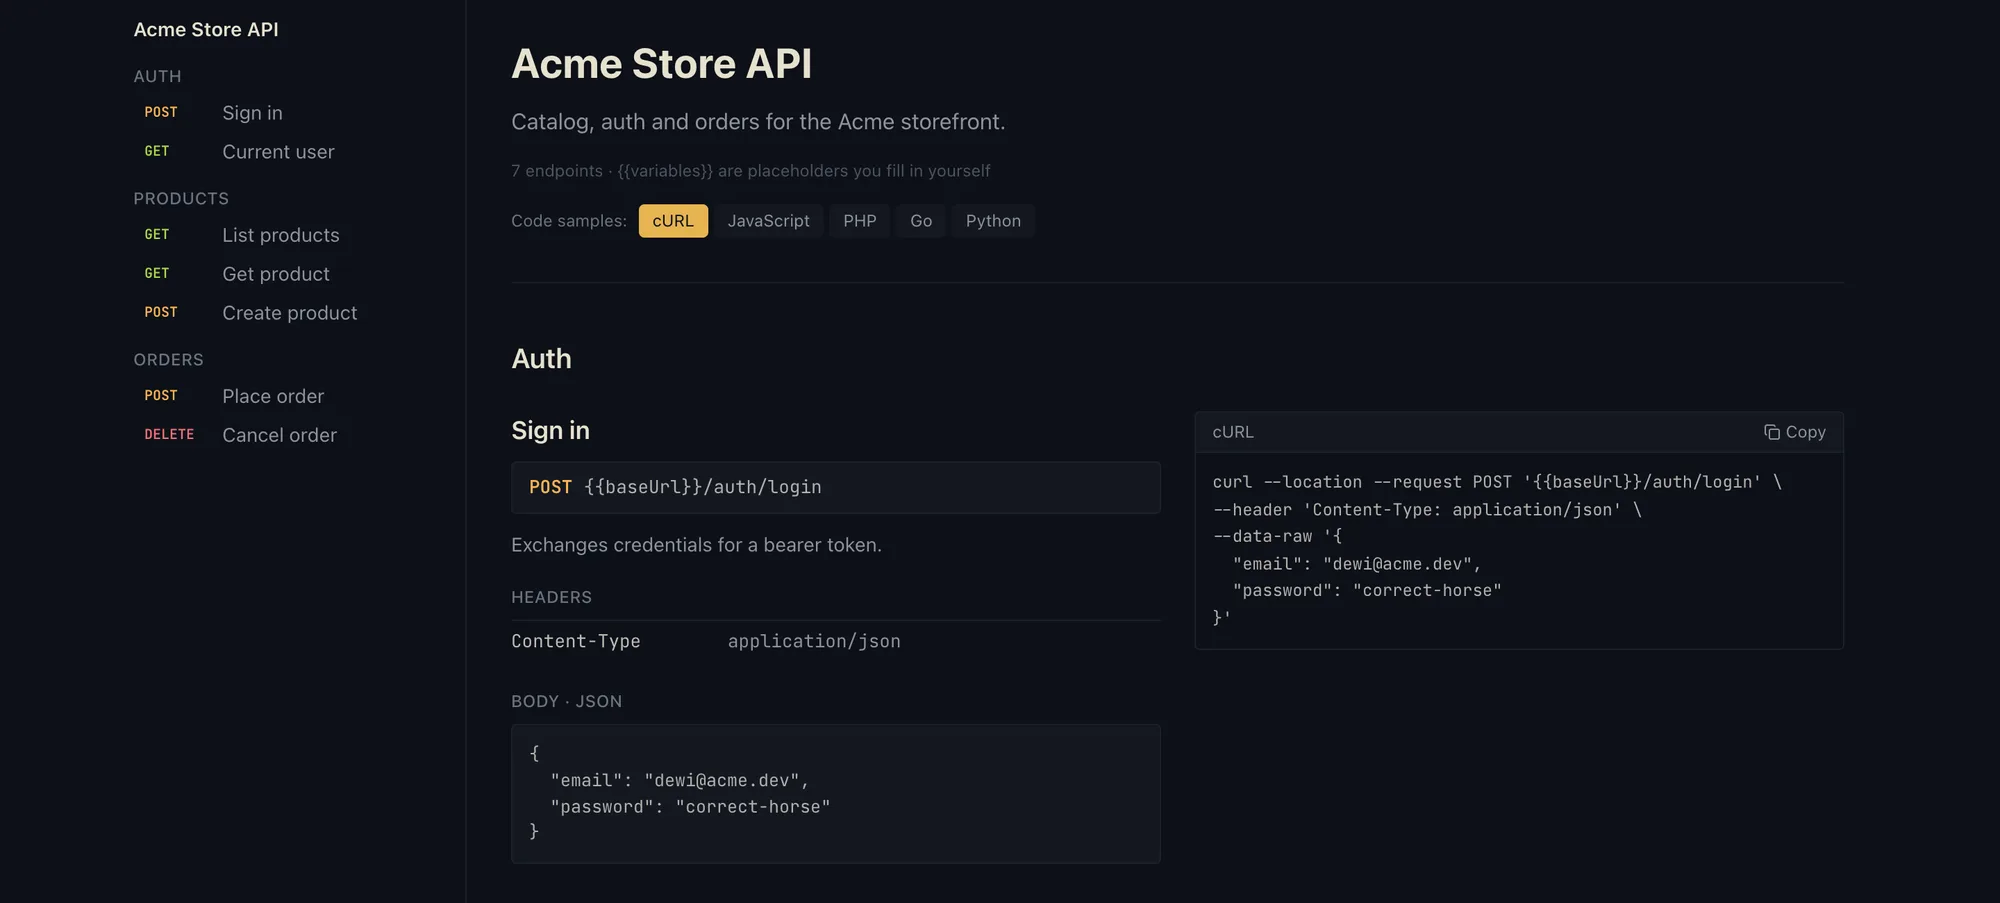 Acme Store API
AUTH
POST Sign in
GET Current user
PRODUCTS
GET List products
GET Get product
POST Create product
ORDERS
POST Place order
DELETE Cancel order
Acme Store API
Catalog, auth and orders for the Acme storefront.
7 endpoints · {{variables}} are placeholders you fill in yourself
Code samples: cURL JavaScript PHP Go Python
Auth
Sign in
POST {{baseUrl}}/auth/login
Exchanges credentials for a bearer token.
HEADERS
Content-Type application/json
BODY · JSON
{
  "email": "dewi@acme.dev",
  "password": "correct-horse"
}
cURL Copy
curl --location --request POST '{{baseUrl}}/auth/login' \
--header 'Content-Type: application/json' \
--data-raw '{
  "email": "dewi@acme.dev",
  "password": "correct-horse"
}'